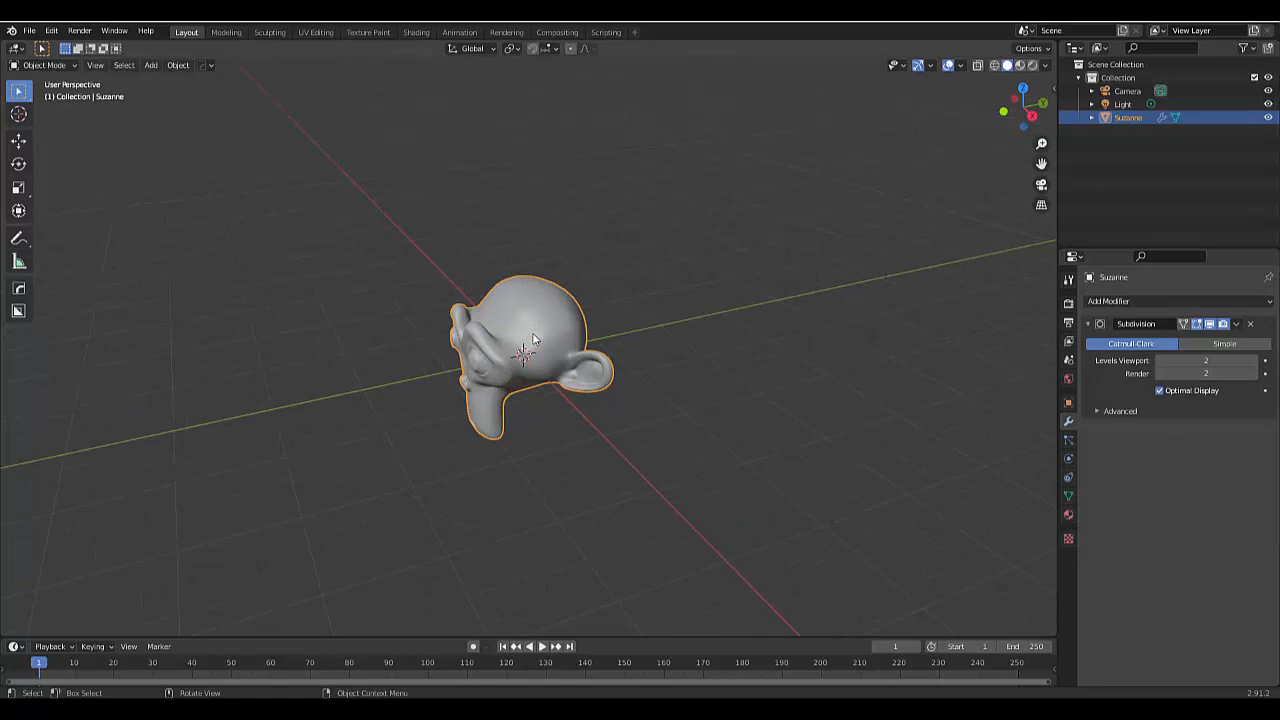 File Edit Render Window Help Layout Modeling Sculpting UV Editing Texture Paint Shading Animation Rendering Compositing Scripting + Scene View Layer
Global Options
Object Mode View Select Add Object
User Perspective
(1) Collection | Suzanne
Z
Y
X
Scene Collection
Collection
Camera
Light
Suzanne
Suzanne
Add Modifier
Subdivision
Catmull-Clark Simple
Levels Viewport 2
Render 2
Optimal Display
Advanced
Playback Keying View Marker 1 Start 1 End 250
1 10 20 30 40 50 60 70 80 90 100 110 120 130 140 150 160 170 180 190 200 210 220 230 240 250
Select Box Select Rotate View Object Context Menu 2.91.2